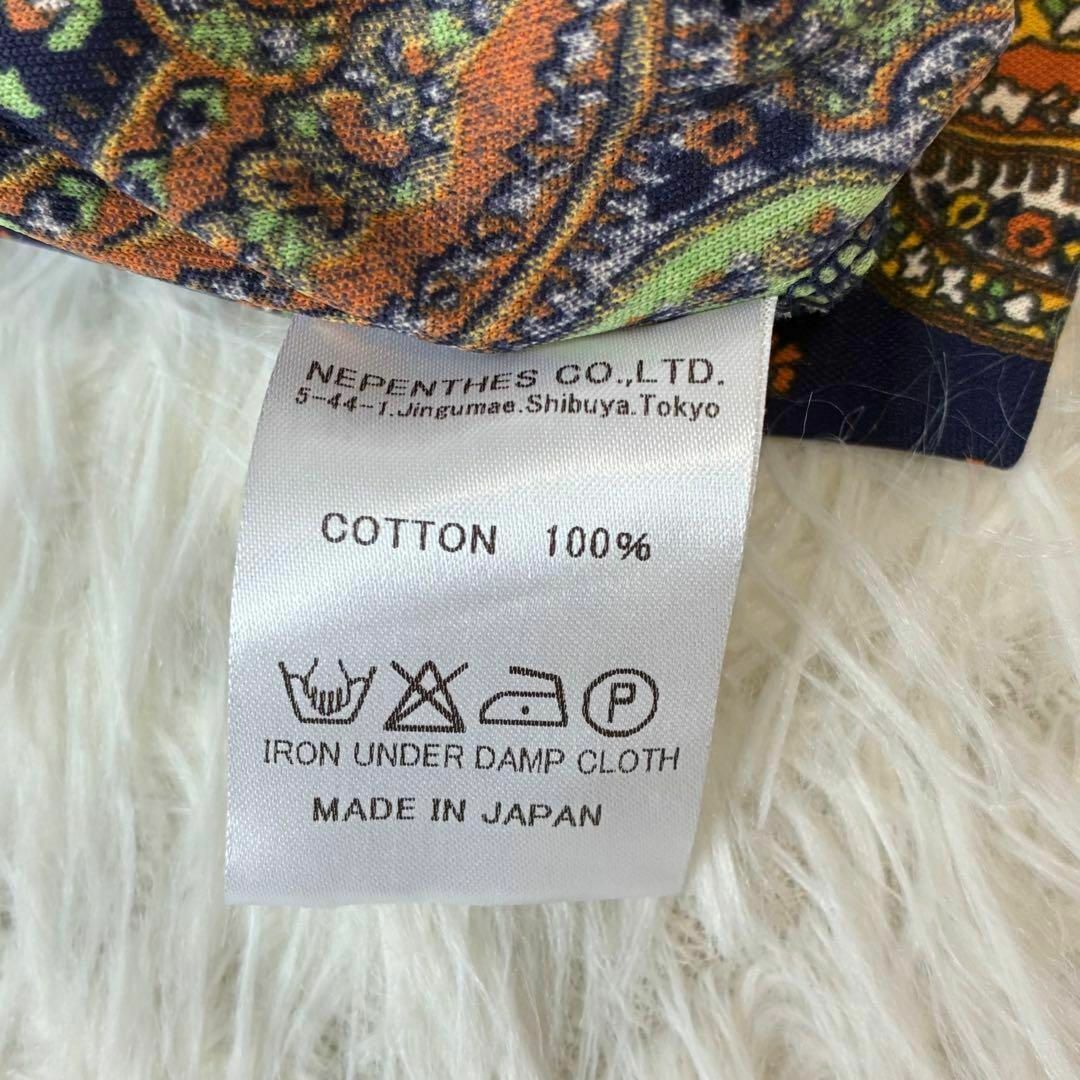 NEPENTHES CO.,LTD.
5-44-1.Jingumae.Shibuya.Tokyo
COTTON 100%
P
IRON UNDER DAMP CLOTH
MADE IN JAPAN